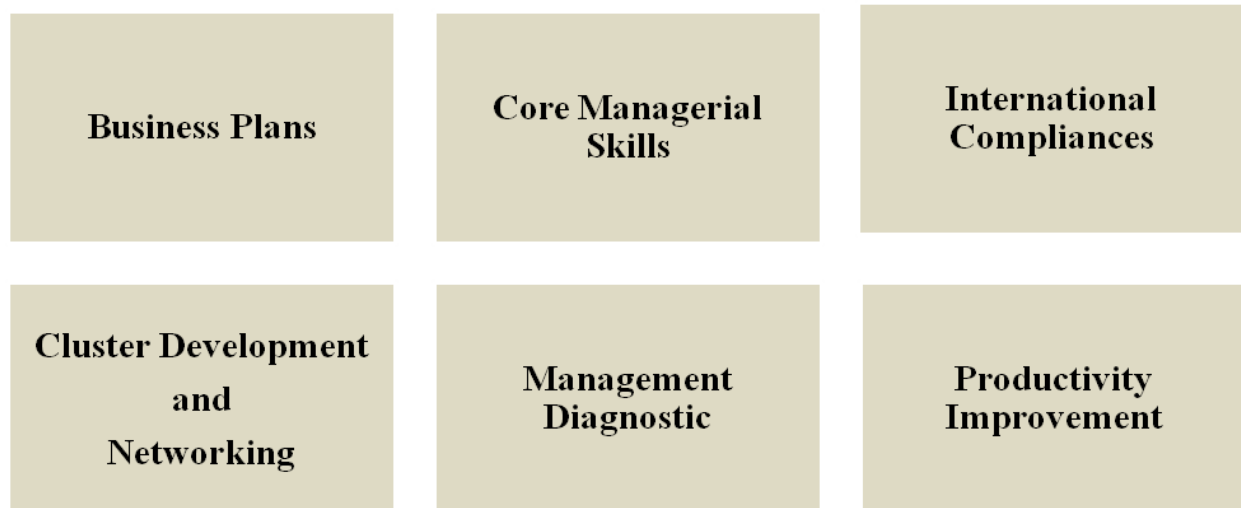 Business Plans
Core Managerial
Skills
International
Compliances
Cluster Development
and
Networking
Management
Diagnostic
Productivity
Improvement